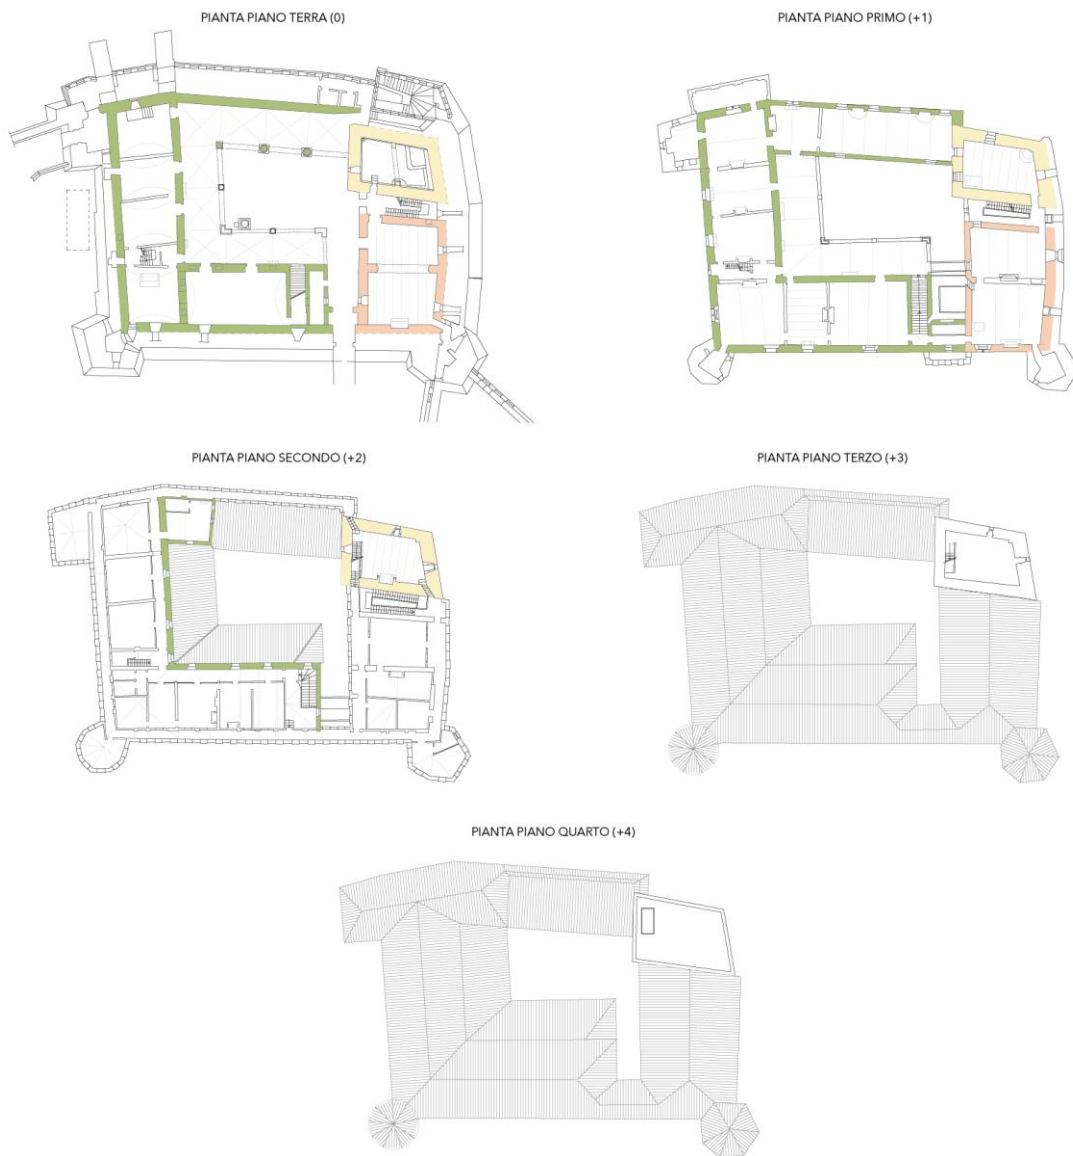 PIANTA PIANO TERRA (0)
PIANTA PIANO PRIMO (+1)
PIANTA PIANO SECONDO (+2)
PIANTA PIANO TERZO (+3)
PIANTA PIANO QUARTO (+4)